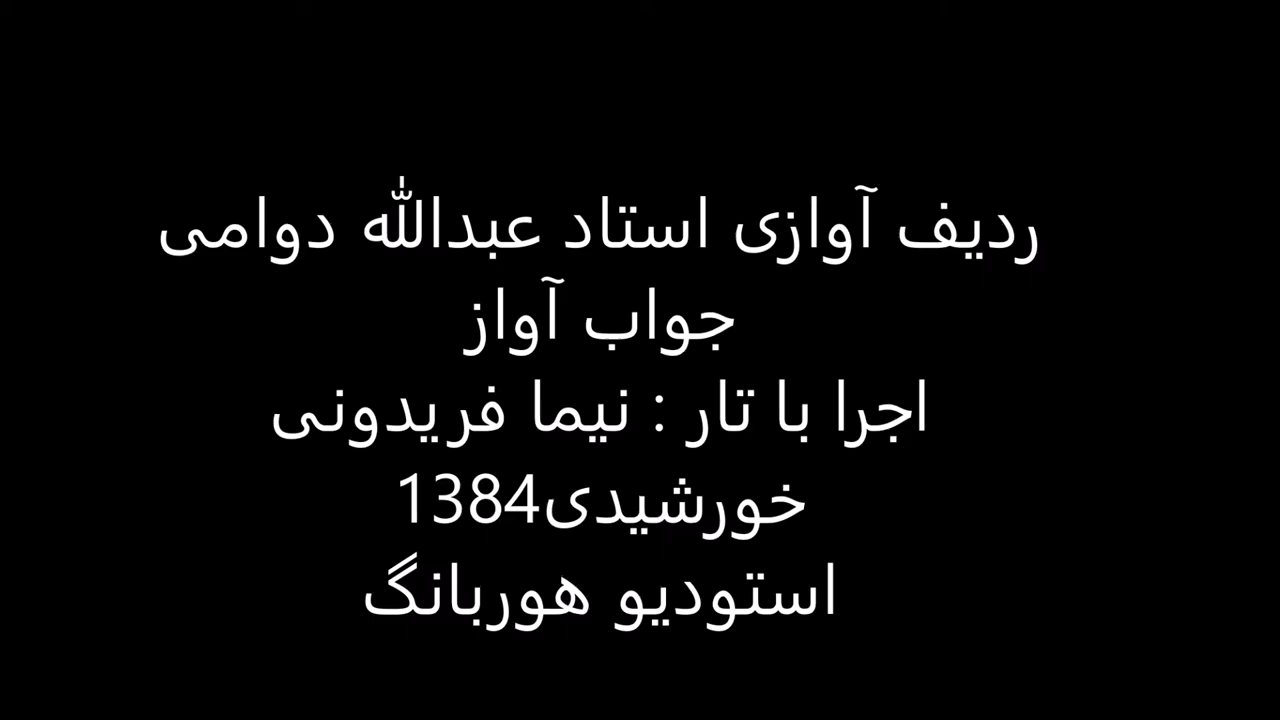 ردیف آوازی استاد عبدالله دوامی
جواب آواز
اجرا با تار : نیما فریدونی
خورشیدی1384
استودیو هوربانگ